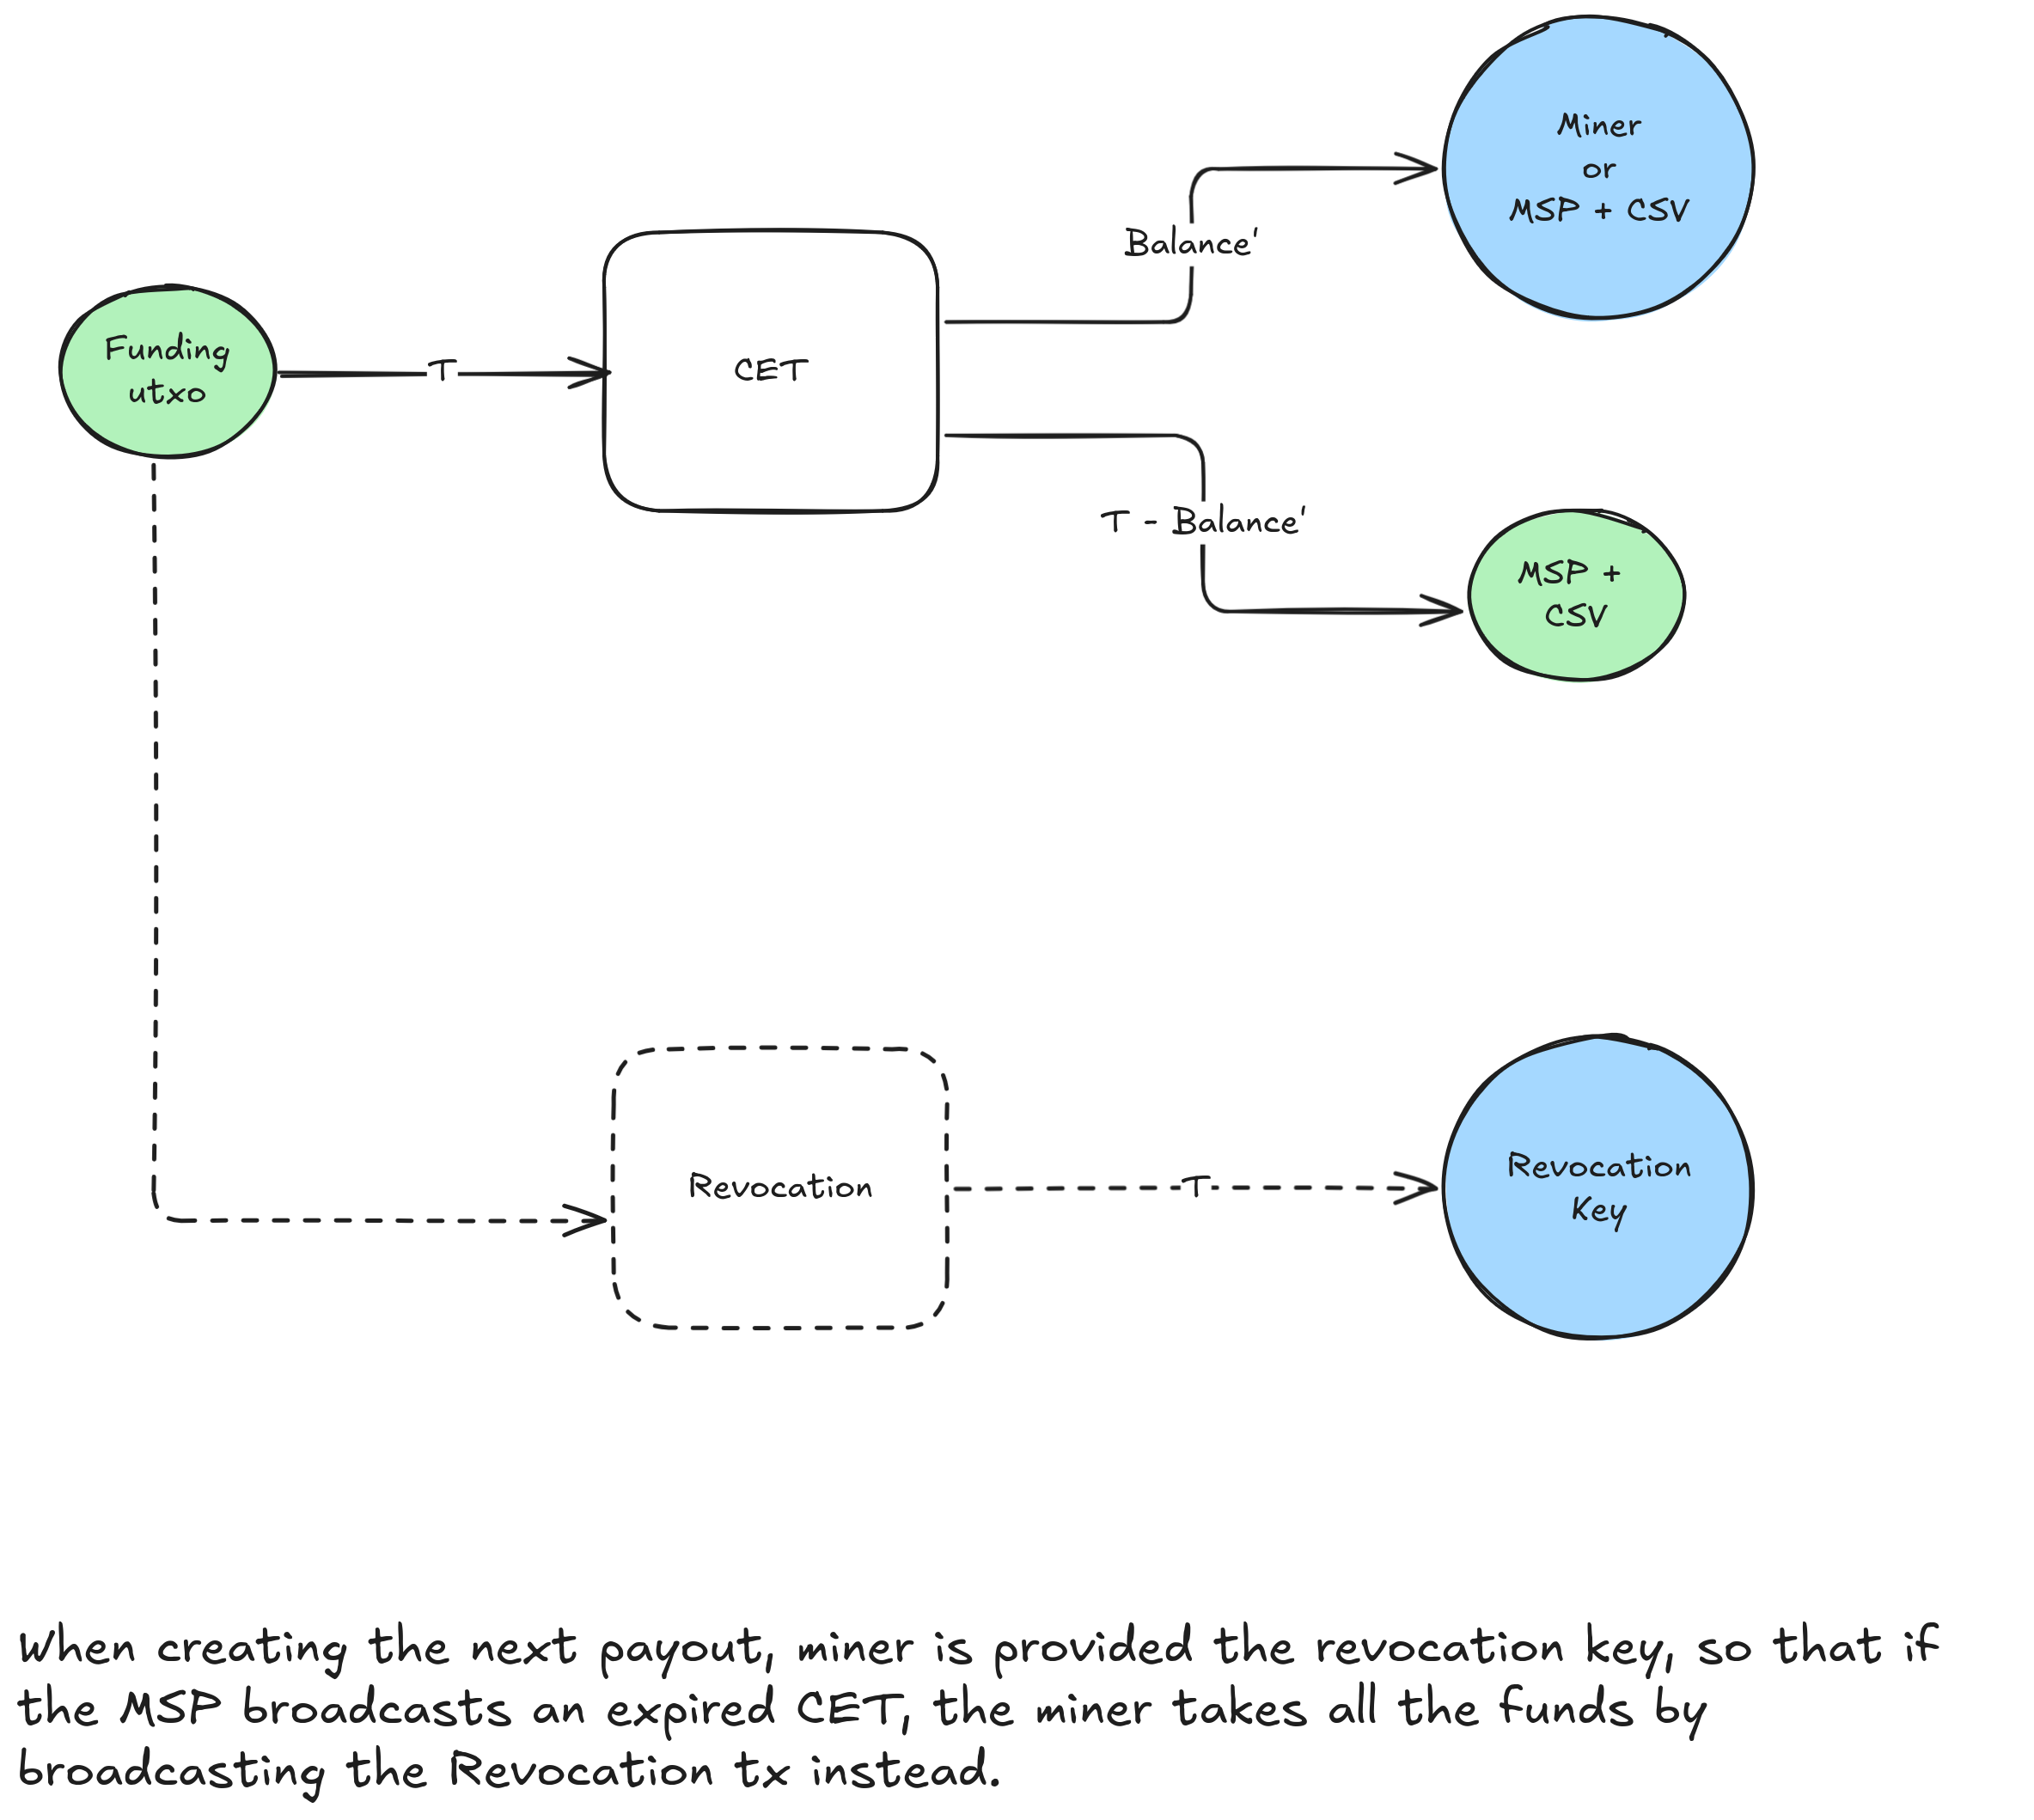 Miner
or
MSP + CSV
Balance'
Funding
utxo
T
CET
T - Balance'
MSP +
CSV
Revocation
T
Revocation
Key
When creating the next payout, miner is provided the revocation key, so that if
the MSP broadcasts an expired CET, the miner takes all the funds by
broadcasting the Revocation tx instead.